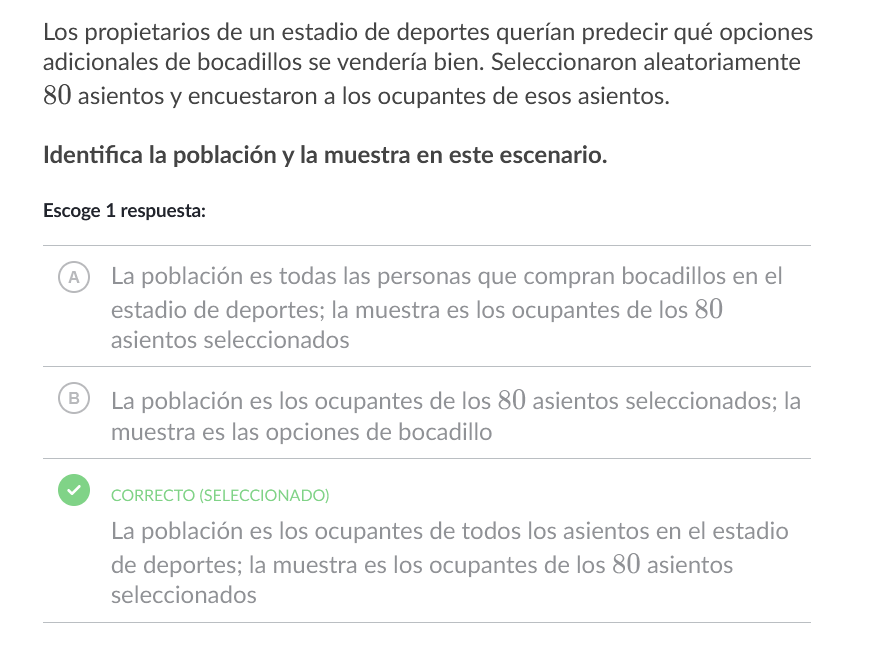 Los propietarios de un estadio de deportes querían predecir qué opciones
adicionales de bocadillos se vendería bien. Seleccionaron aleatoriamente
80 asientos y encuestaron a los ocupantes de esos asientos.
Identifica la población y la muestra en este escenario.
Escoge 1 respuesta:
A La población es todas las personas que compran bocadillos en el
estadio de deportes; la muestra es los ocupantes de los 80
asientos seleccionados
B La población es los ocupantes de los 80 asientos seleccionados; la
muestra es las opciones de bocadillo
CORRECTO (SELECCIONADO)
La población es los ocupantes de todos los asientos en el estadio
de deportes; la muestra es los ocupantes de los 80 asientos
seleccionados